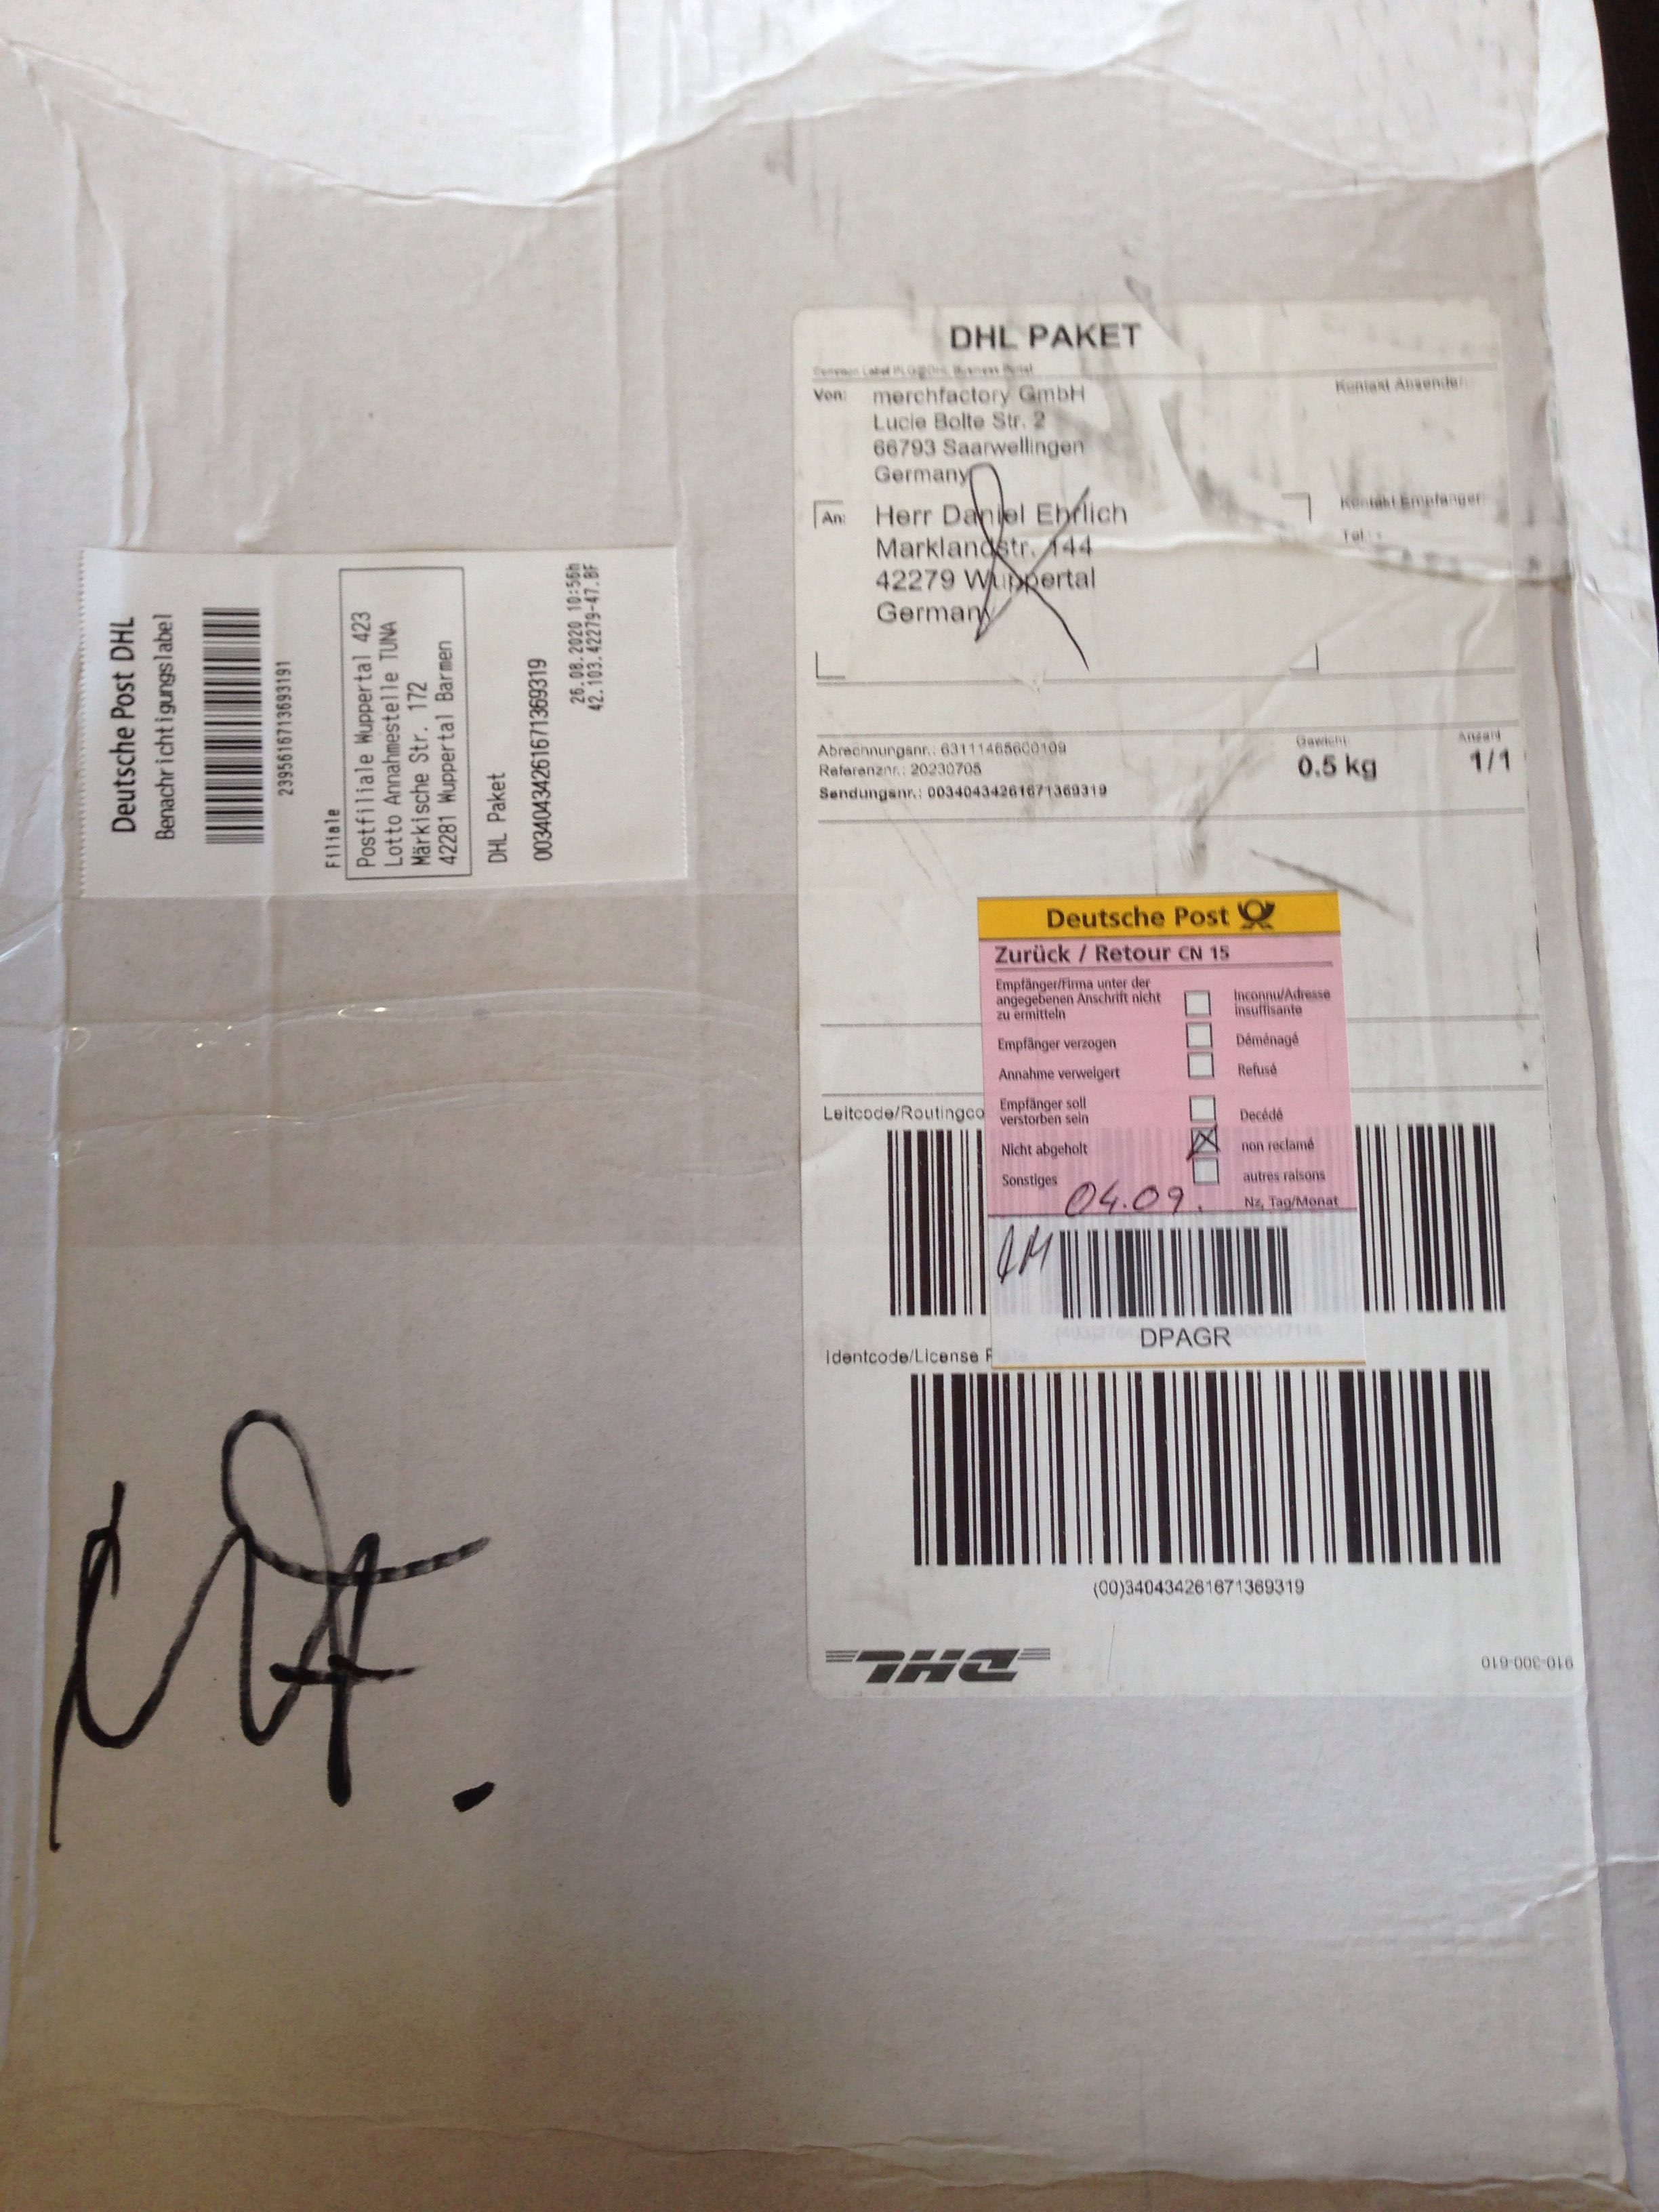 Deutsche Post DHL
Benachrichtigungslabel
2395616713693191
Filiale
Postfiliale Wuppertal 423
Lotto Annahmestelle TUNA
Märkische Str. 172
42281 Wuppertal Barmen
DHL Paket
00340434261671369319
26.08.2020 10:56h
42.103.42279-47.BF
DHL PAKET
Von: merchfactory GmbH
Lucie Bolte Str. 2
66793 Saarwellingen
Germany
Kontakt Absender:
An: Herr Daniel Ehrlich
Marklandstr. 144
42279 Wuppertal
Germany
Kontakt Empfänger:
Tel.:
Abrechnungsnr.: 63111465600109
Referenznr.: 20230705
Sendungsnr.: 00340434261671369319
Gewicht:
0.5 kg
Anzahl
1/1
Deutsche Post
Zurück / Retour CN 15
Empfänger/Firma unter der
angegebenen Anschrift nicht
zu ermitteln
Inconnu/Adresse
insuffisante
Empfänger verzogen Déménagé
Annahme verweigert Refusé
Empfänger soll
verstorben sein
Décédé
Nicht abgeholt non reclamé
Sonstiges autres raisons
04.09. Nz, Tag/Monat
DPAGR
Leitcode/Routingco
Identcode/License P
(00)340434261671369319
DHL
910-300-610